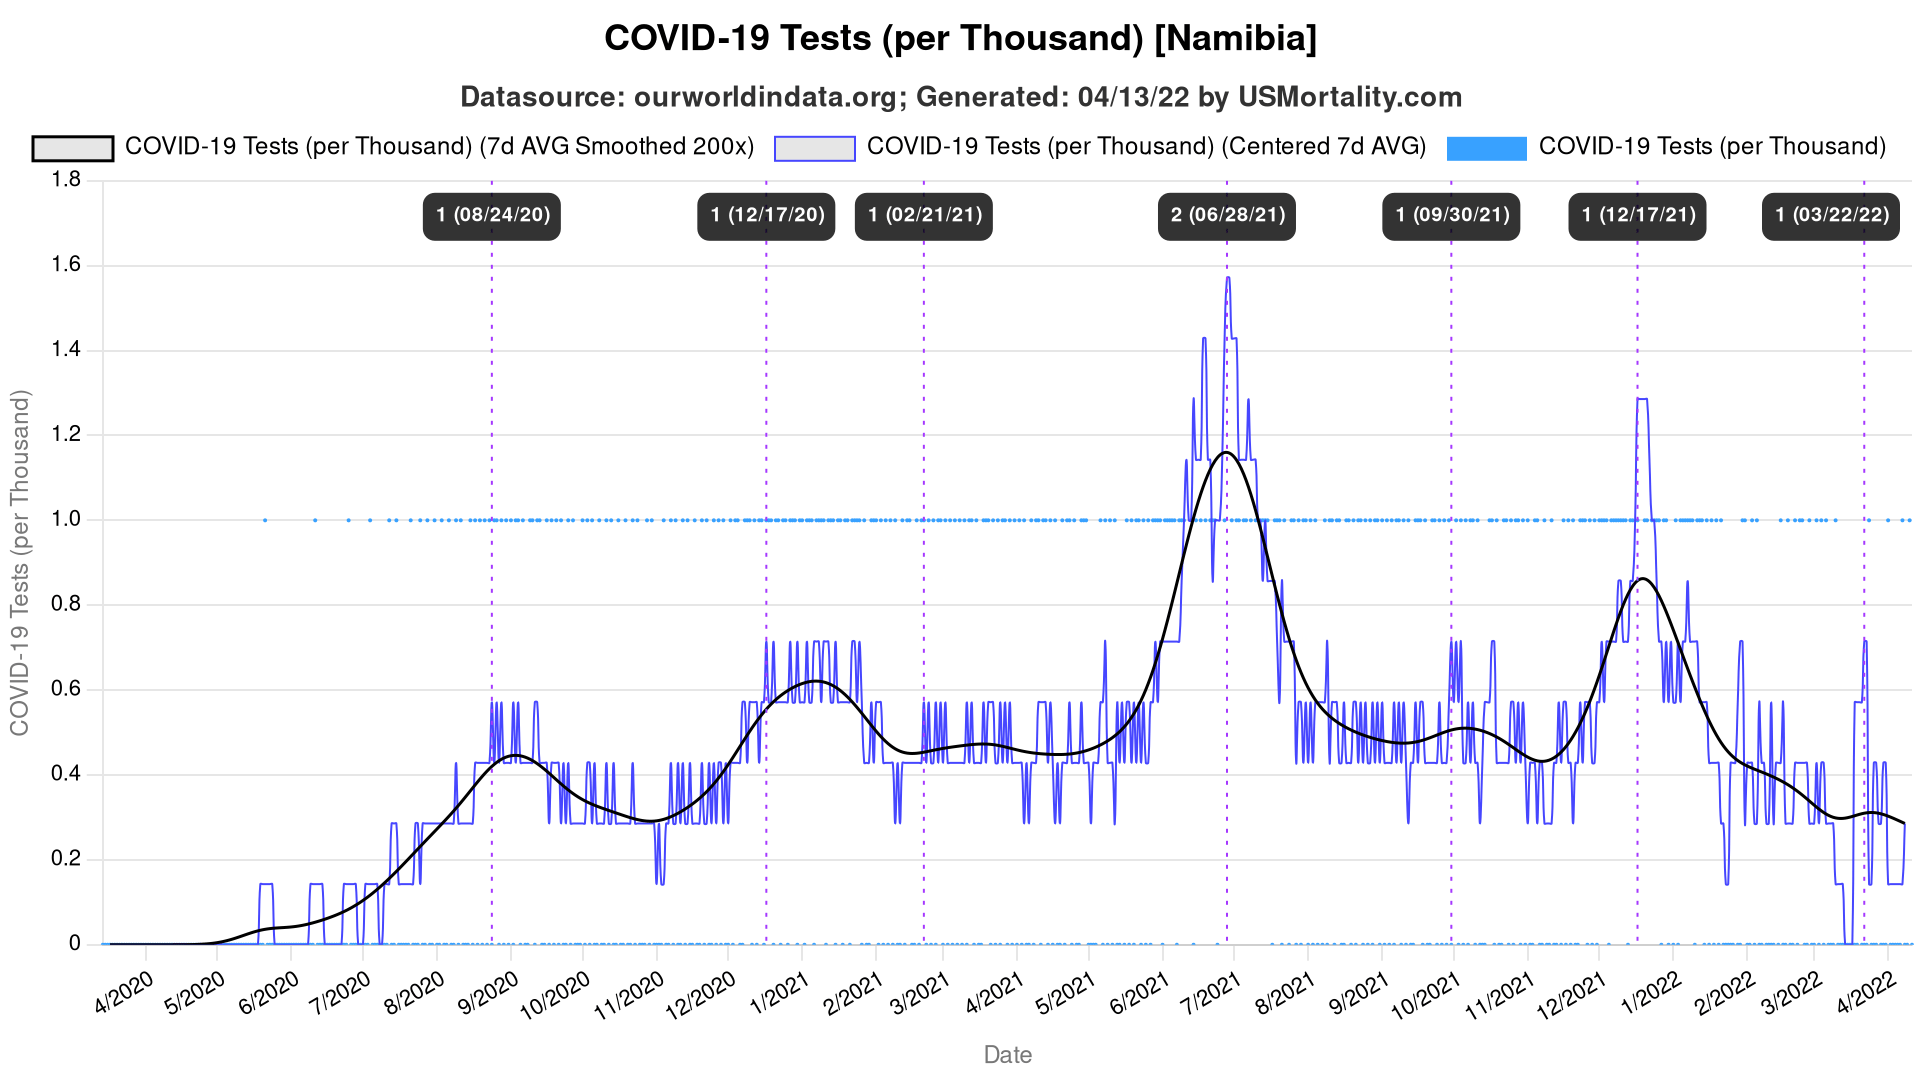 COVID-19 Tests (per Thousand) [Namibia]
Datasource: ourworldindata.org; Generated: 04/13/22 by USMortality.com
COVID-19 Tests (per Thousand) (7d AVG Smoothed 200x) COVID-19 Tests (per Thousand) (Centered 7d AVG) COVID-19 Tests (per Thousand)
1 (08/24/20) 1 (12/17/20) 1 (02/21/21) 2 (06/28/21) 1 (09/30/21) 1 (12/17/21) 1 (03/22/22)
COVID-19 Tests (per Thousand)
1.8
1.6
1.4
1.2
1.0
0.8
0.6
0.4
0.2
0
4/2020 5/2020 6/2020 7/2020 8/2020 9/2020 10/2020 11/2020 12/2020 1/2021 2/2021 3/2021 4/2021 5/2021 6/2021 7/2021 8/2021 9/2021 10/2021 11/2021 12/2021 1/2022 2/2022 3/2022 4/2022
Date